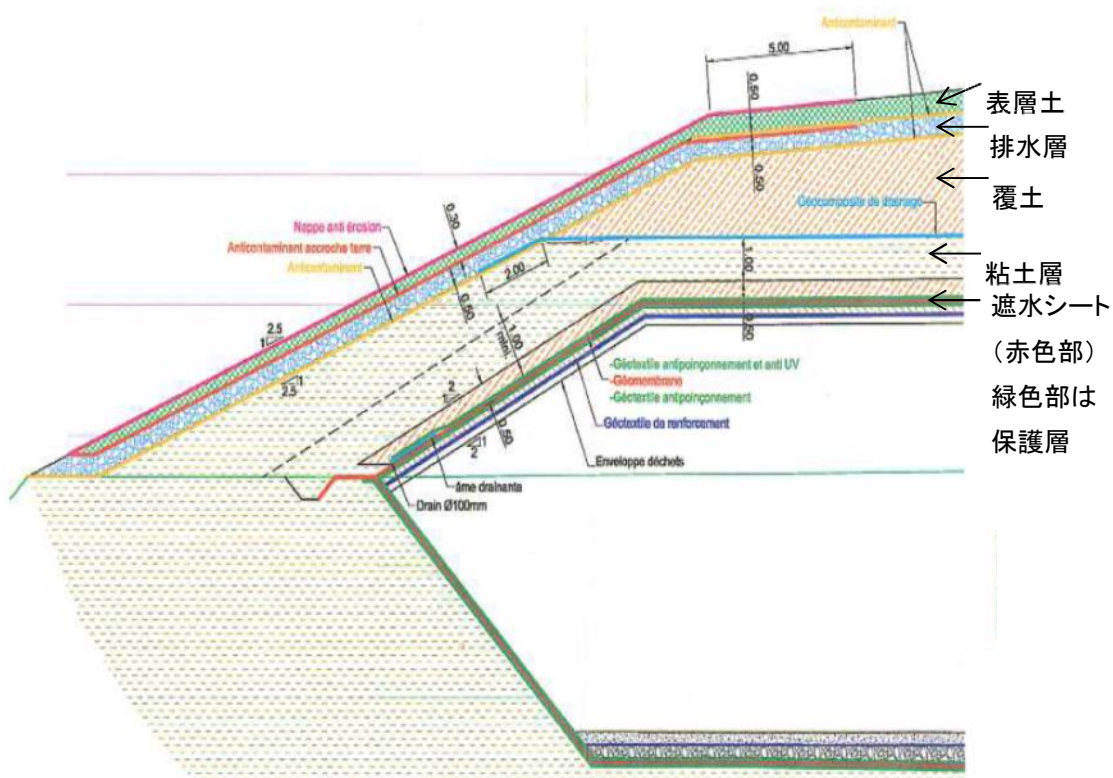 Anticontaminant
5.00
0.50
表層土
排水層
0.50
覆土
Géocomposite de drainage
Nappe anti érosion
0.30
Anticontaminant accroche terre
Anticontaminant
2.00
1.00
粘土層
遮水シート
0.50
(赤色部)
緑色部は
保護層
0.50
1.00
mini.
2.5
1
1
2.5
2
1
-Géotextile antipoinçonnement et anti UV
-Géomembrane
-Géotextile antipoinçonnement
0.50
Géotextile de renforcement
1
2
Enveloppe déchets
âme drainante
Drain Ø100mm